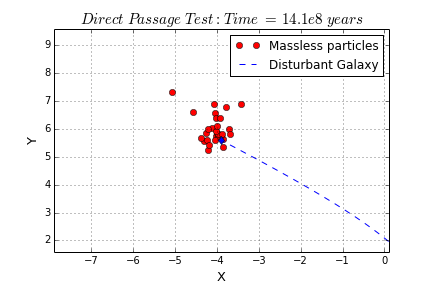 Direct Passage Test: Time = 14.1e8 years
Massless particles
Disturbant Galaxy
Y
9
8
7
6
5
4
3
2
−7 −6 −5 −4 −3 −2 −1 0
X